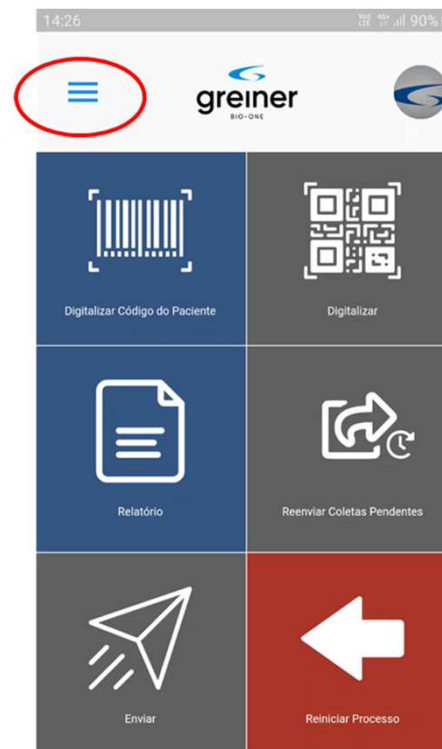 14:26
90%
greiner
BIO-ONE
Digitalizar Código do Paciente
Digitalizar
Relatório
Reenviar Coletas Pendentes
Enviar
Reiniciar Processo